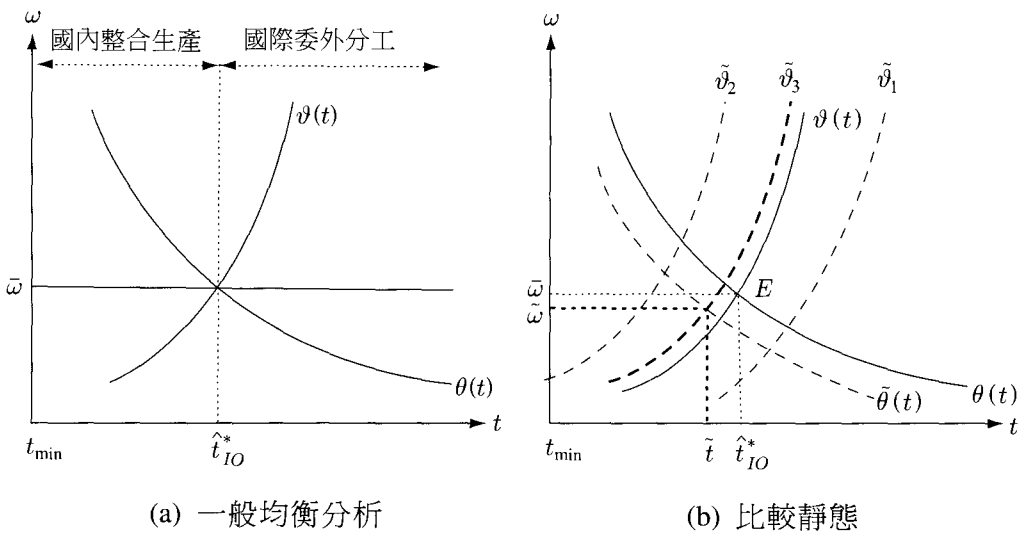 ω
國內整合生產 國際委外分工
ϑ(t)
ω̄
θ(t)
t
t_min
t̂*_IO
(a) 一般均衡分析
ω
ϑ̃₂
ϑ̃₃
ϑ̃₁
ϑ(t)
ω̄
E
ω̃
θ̃(t)
θ(t)
t
t_min
t̃
t̂*_IO
(b) 比較靜態